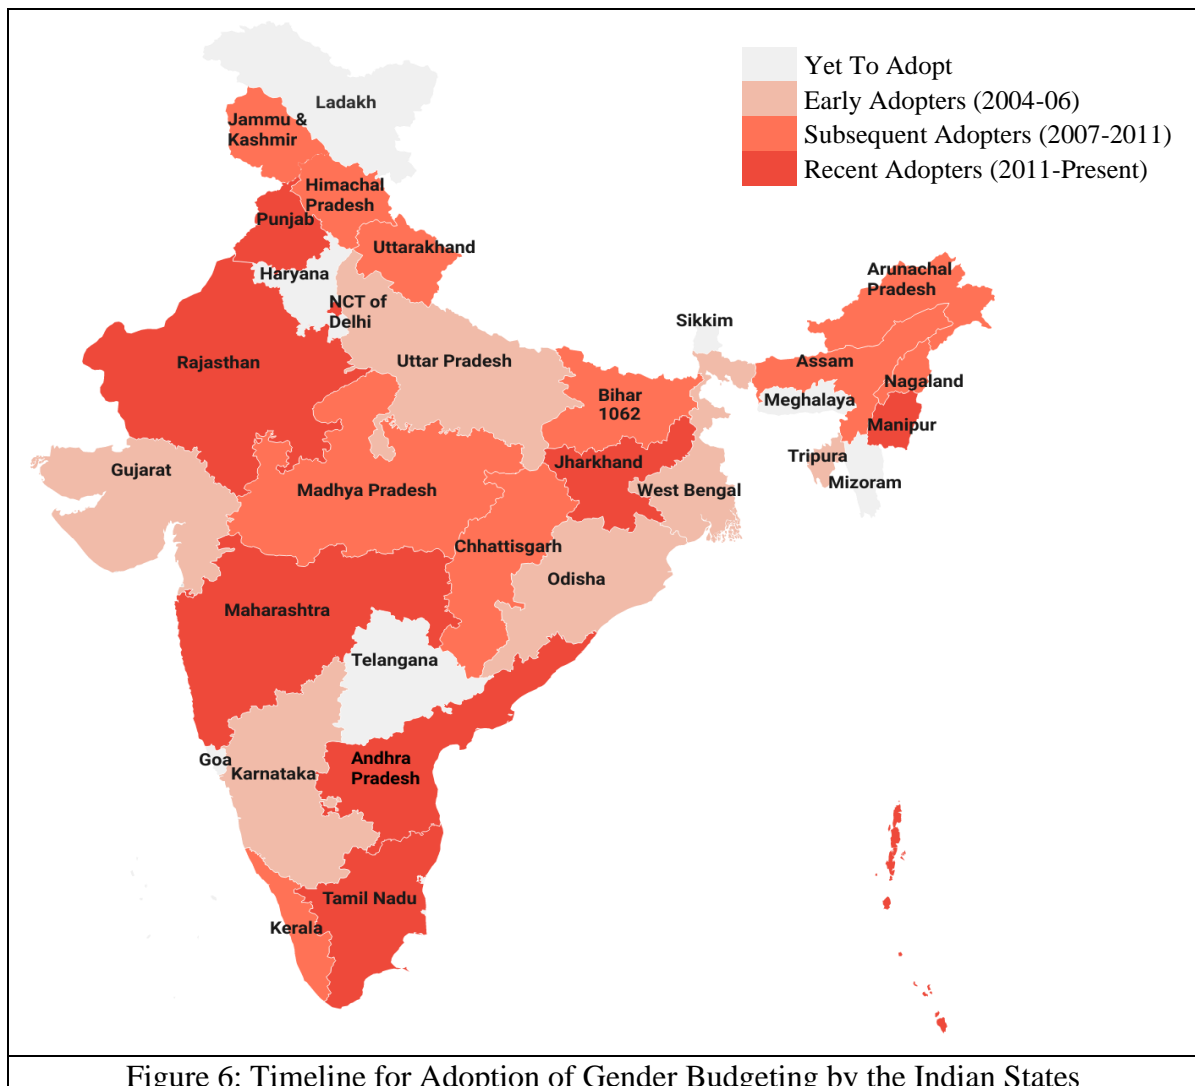 Yet To Adopt
Early Adopters (2004-06)
Subsequent Adopters (2007-2011)
Recent Adopters (2011-Present)
Ladakh
Jammu &
Kashmir
Himachal
Pradesh
Punjab
Uttarakhand
Haryana
NCT of
Delhi
Arunachal
Pradesh
Sikkim
Rajasthan
Uttar Pradesh
Assam
Nagaland
Bihar
1062
Meghalaya
Manipur
Gujarat
Jharkhand
Tripura
Mizoram
Madhya Pradesh
West Bengal
Chhattisgarh
Odisha
Maharashtra
Telangana
Goa
Karnataka
Andhra
Pradesh
Tamil Nadu
Kerala
Figure 6: Timeline for Adoption of Gender Budgeting by the Indian States